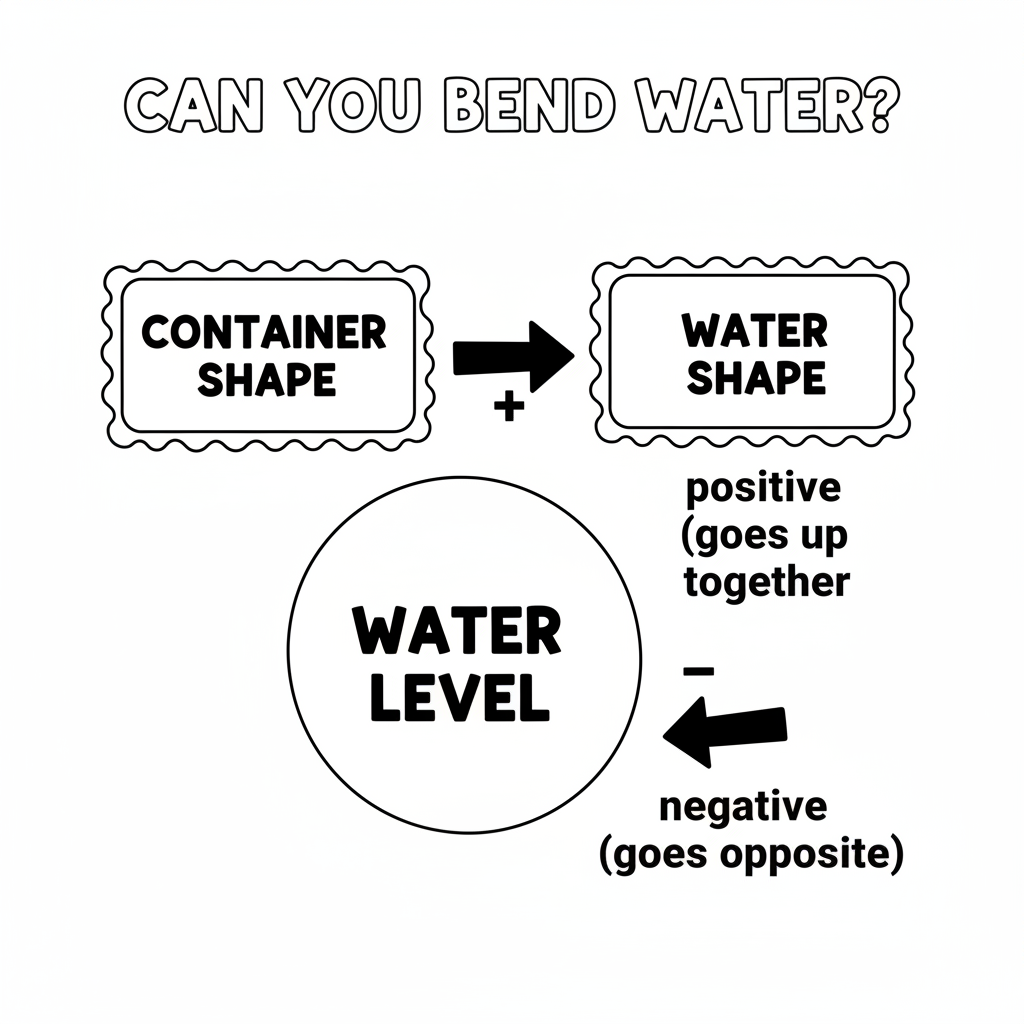 CAN YOU BEND WATER?
CONTAINER
SHAPE
+
WATER
SHAPE
positive
(goes up
together
WATER
LEVEL
–
negative
(goes opposite)